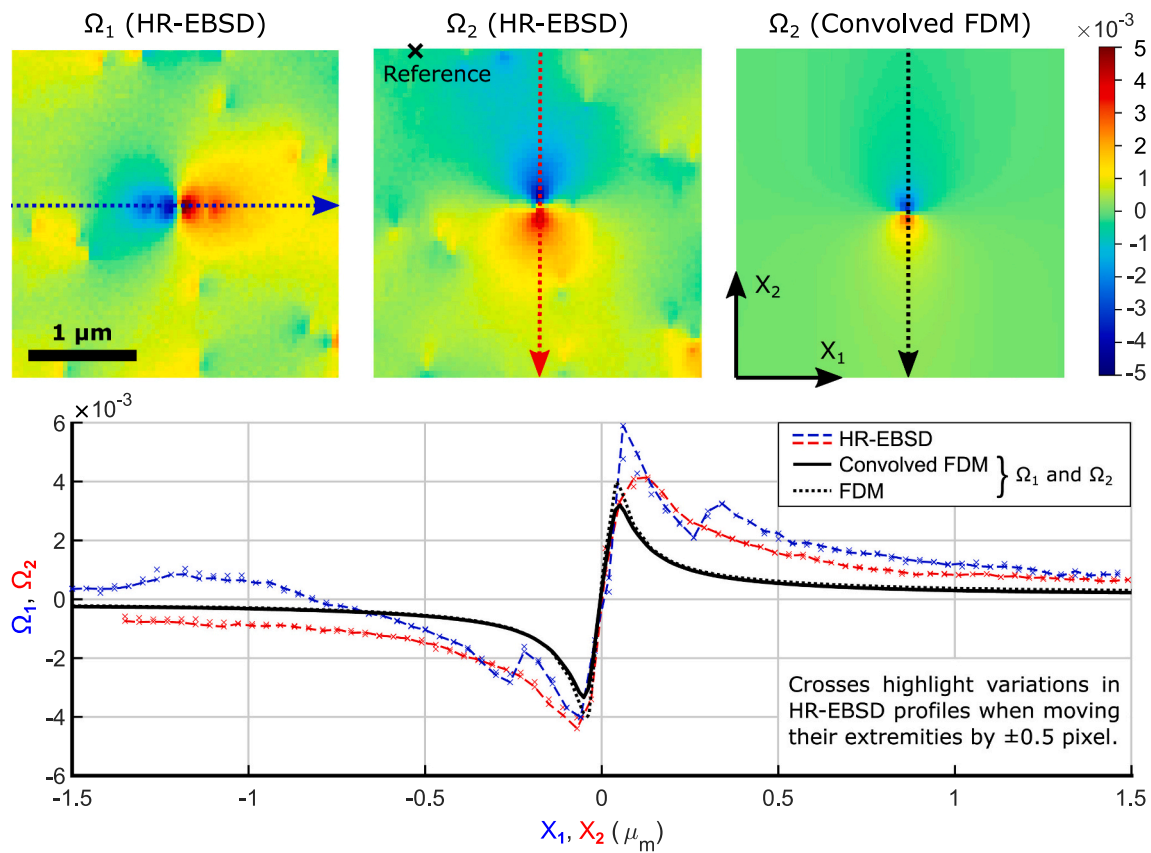 Ω₁ (HR-EBSD)
Ω₂ (HR-EBSD)
Ω₂ (Convolved FDM)
×10⁻³
Reference
5
4
3
2
1
0
-1
-2
-3
-4
-5
1 µm
X₂
X₁
×10⁻³
6
4
2
0
-2
-4
-6
Ω₁, Ω₂
HR-EBSD
Convolved FDM
FDM
} Ω₁ and Ω₂
Crosses highlight variations in
HR-EBSD profiles when moving
their extremities by ±0.5 pixel.
-1.5
-1
-0.5
0
0.5
1
1.5
X₁, X₂ (μₘ)